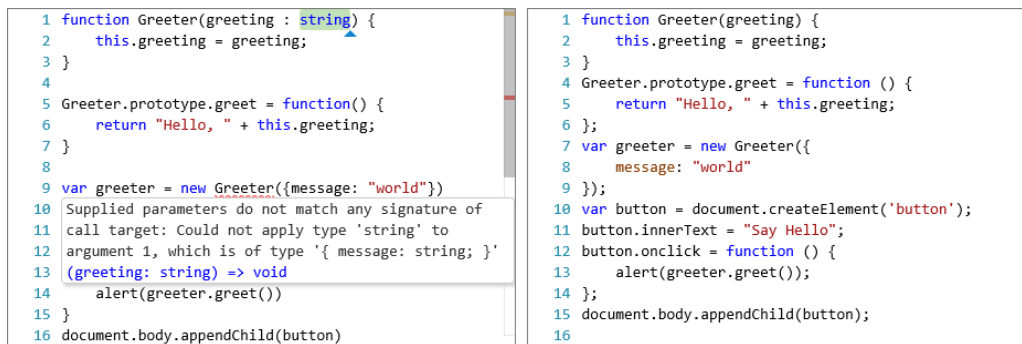 1 function Greeter(greeting : string) {
2     this.greeting = greeting;
3 }
4
5 Greeter.prototype.greet = function() {
6     return "Hello, " + this.greeting;
7 }
8
9 var greeter = new Greeter({message: "world"})
10 Supplied parameters do not match any signature of
11 call target: Could not apply type 'string' to
12 argument 1, which is of type '{ message: string; }'
13 (greeting: string) => void
14     alert(greeter.greet())
15 }
16 document.body.appendChild(button)
1 function Greeter(greeting) {
2     this.greeting = greeting;
3 }
4 Greeter.prototype.greet = function () {
5     return "Hello, " + this.greeting;
6 };
7 var greeter = new Greeter({
8     message: "world"
9 });
10 var button = document.createElement('button');
11 button.innerText = "Say Hello";
12 button.onclick = function () {
13     alert(greeter.greet());
14 };
15 document.body.appendChild(button);
16